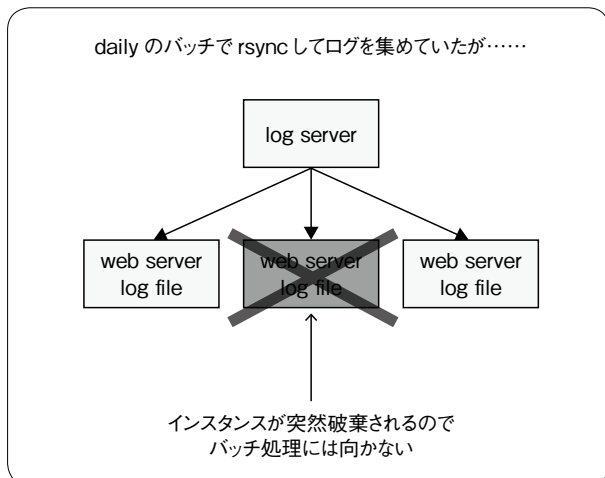 daily のバッチで rsync してログを集めていたが……
log server
web server
log file
web server
log file
web server
log file
インスタンスが突然破棄されるので
バッチ処理には向かない